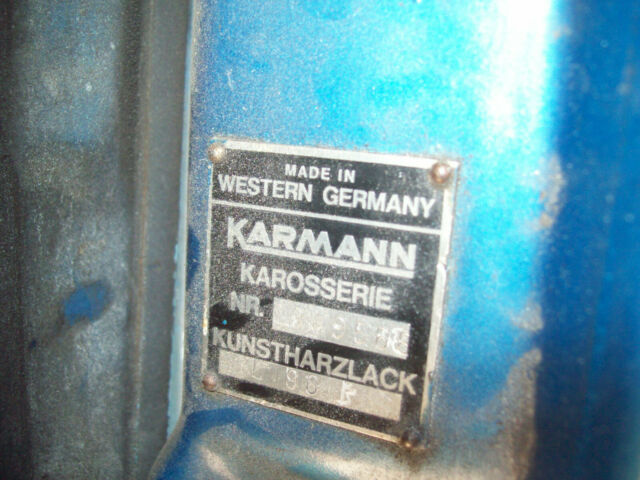 MADE IN
WESTERN GERMANY
KARMANN
KAROSSERIE
NR.
KUNSTHARZLACK